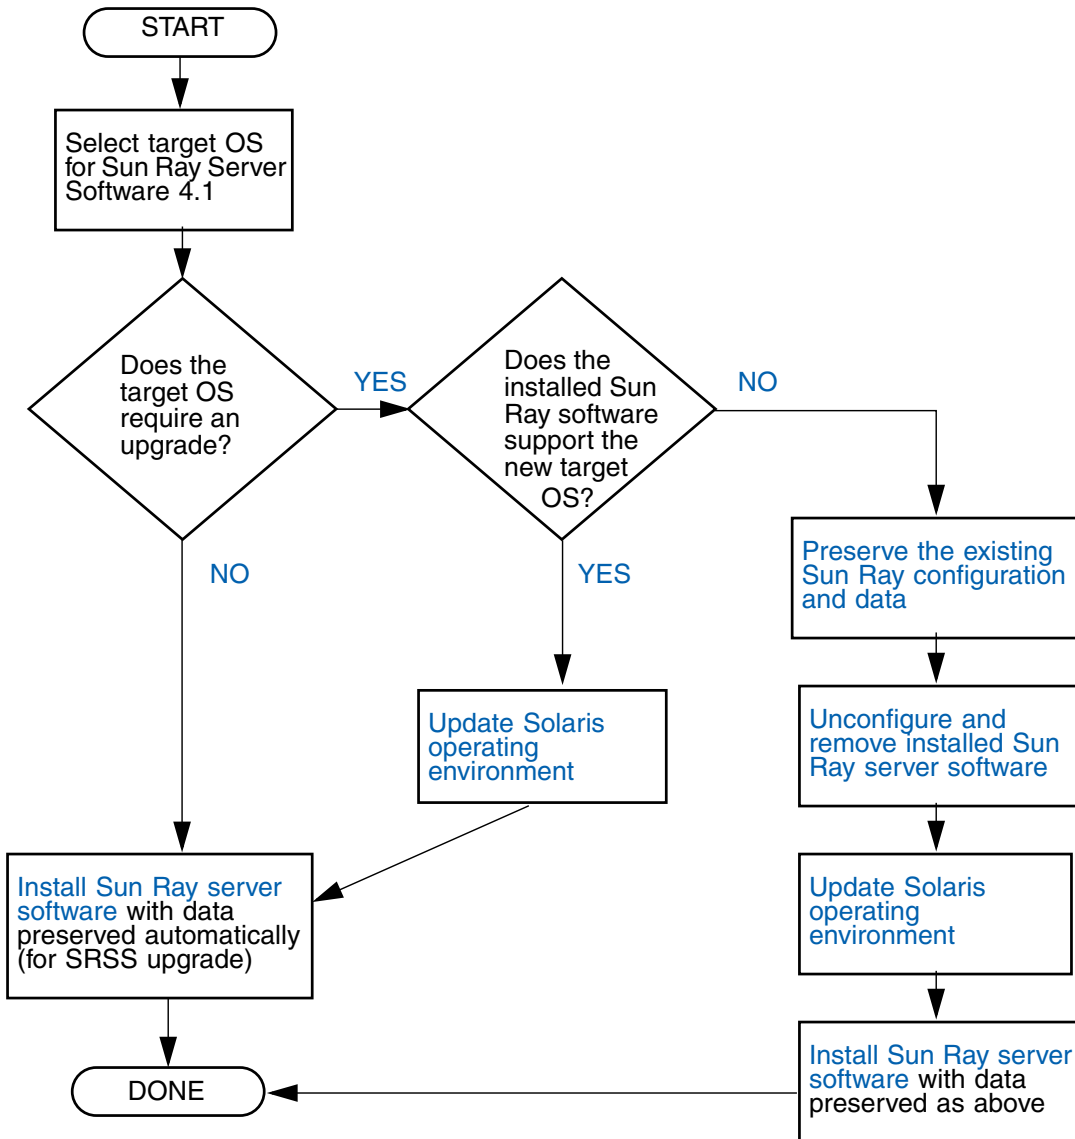 START
Select target OS
for Sun Ray Server
Software 4.1
Does the
target OS
require an
upgrade?
YES
Does the
installed Sun
Ray software
support the
new target
OS?
NO
NO
YES
Preserve the existing
Sun Ray configuration
and data
Update Solaris
operating
environment
Unconfigure and
remove installed Sun
Ray server software
Install Sun Ray server
software with data
preserved automatically
(for SRSS upgrade)
Update Solaris
operating
environment
Install Sun Ray server
software with data
preserved as above
DONE